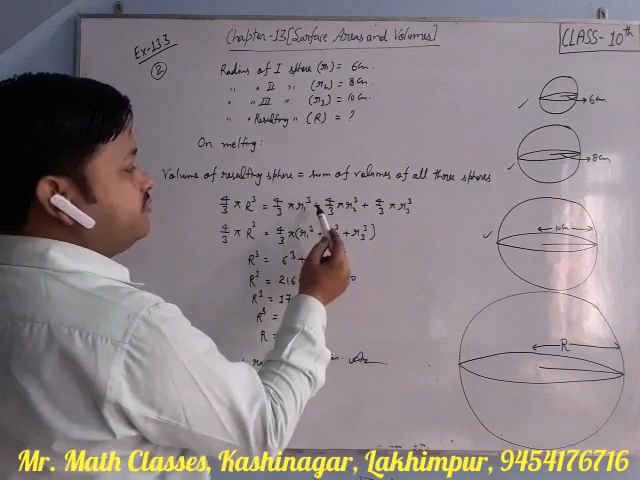 Ex-13.3
Chapter-13 [Surface Areas and Volumes]
CLASS-10th
②
Radius of I sphere (r₁) = 6cm.
" " II " (r₂) = 8cm.
" " III " (r₃) = 10cm.
" " Resulting " (R) = ?
On melting:
Volume of resulting sphere = sum of volumes of all three spheres
4/3 π R³ = 4/3 π r₁³ + 4/3 π r₂³ + 4/3 π r₃³
4/3 π R³ = 4/3 π (r₁³ + ³ + r₃³)
R³ = 6³ +
R³ = 216
R³ = 17
R³ =
R =
6cm
8cm
10cm
R
Mr. Math Classes, Kashinagar, Lakhimpur, 9454176716